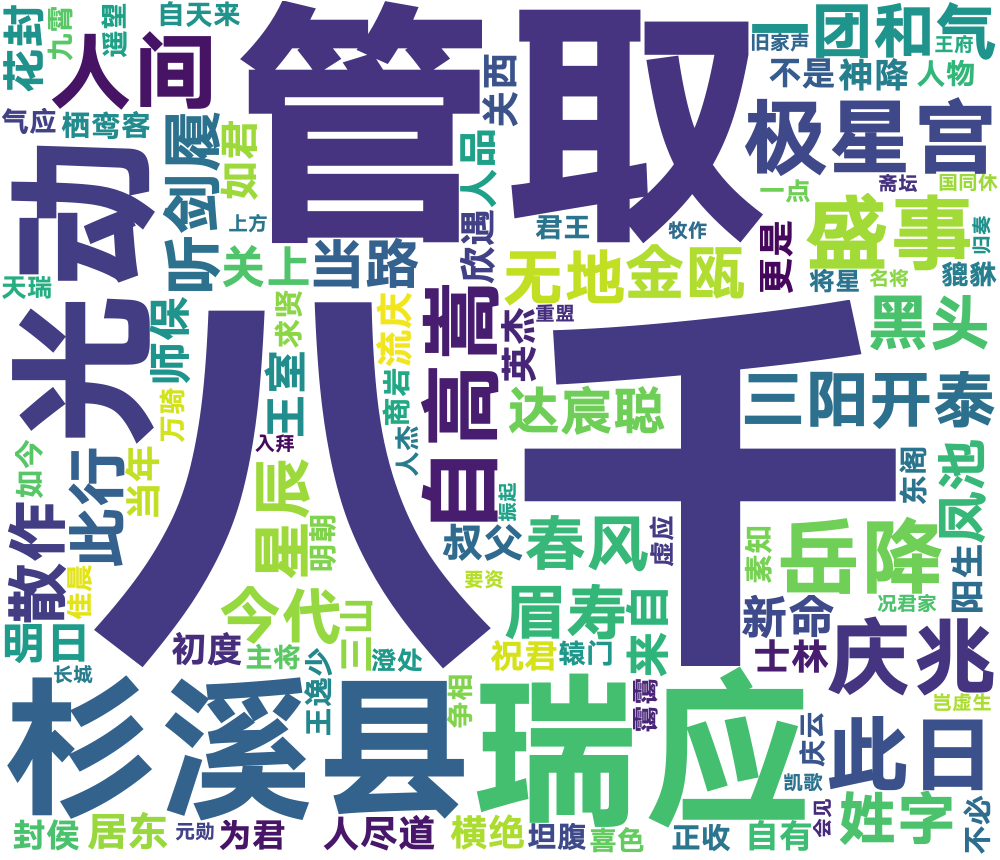 管取
八千
光动
杉溪县
瑞应
极星宫
一团和气
人间
花封
九霄
遥望
自天来
旧家声
王府
不是
神降
人物
气应
栖鸾客
听剑履
如君
关西
人品
一点
斋坛
国同休
上方
关上
当路
欣遇
君王
牧作
更是
盛事
归奏
天瑞
无地
金瓯
将星
名将
貔貅
师保
求贤
流庆
自高嵩
英杰
重盟
黑头
万骑
王室
商岩
达宸聪
三阳开泰
如今
当年
入拜
人杰
振起
东阁
凤池
散作
此行
星辰
明朝
叔父
春风
虚应
素知
岳降
佳晨
今代
三山
要资
眉寿
来自
新命
况君家
阳生
明日
初度
主将
澄处
祝君
辕门
士林
庆兆
长城
王逸少
争相
霭霭
庆云
此日
岂虚生
凯歌
封侯
居东
元勋
为君
人尽道
横绝
坦腹
喜色
正收
自有
会见
姓字
不必